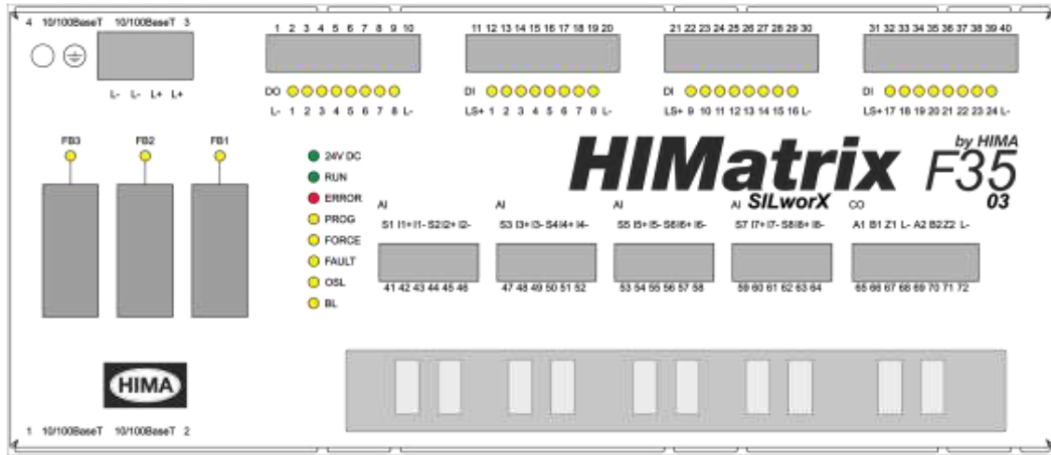 4 10/100BaseT 10/100BaseT 3
1 2 3 4 5 6 7 8 9 10
11 12 13 14 15 16 17 18 19 20
21 22 23 24 25 26 27 28 29 30
31 32 33 34 35 36 37 38 39 40
L- L- L+ L+
DO
L- 1 2 3 4 5 6 7 8 L-
DI
LS+ 1 2 3 4 5 6 7 8 L-
DI
LS+ 9 10 11 12 13 14 15 16 L-
DI
LS+ 17 18 19 20 21 22 23 24 L-
FB3 FB2 FB1
24V DC
RUN
ERROR
PROG
FORCE
FAULT
OSL
BL
HIMatrix F35
by HIMA
SILworX 03
AI
S1 I1+ I1- S2 I2+ I2-
41 42 43 44 45 46
AI
S3 I3+ I3- S4 I4+ I4-
47 48 49 50 51 52
AI
S5 I5+ I5- S6 I6+ I6-
53 54 55 56 57 58
AI
S7 I7+ I7- S8 I8+ I8-
59 60 61 62 63 64
CO
A1 B1 Z1 L- A2 B2 Z2 L-
65 66 67 68 69 70 71 72
HIMA
1 10/100BaseT 10/100BaseT 2